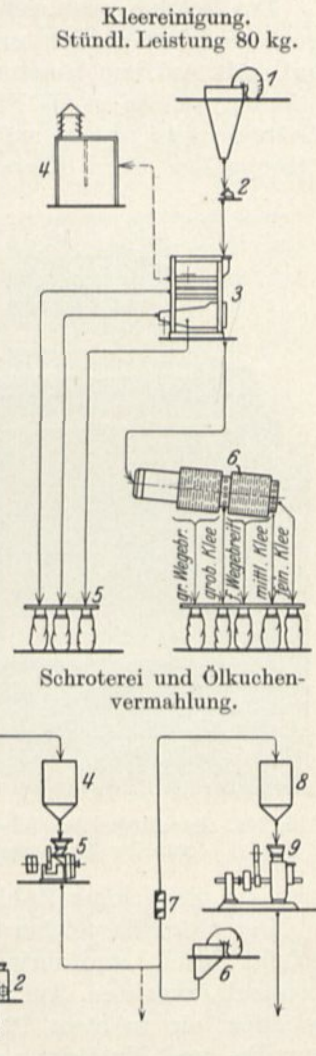 Kleereinigung.
Stündl. Leistung 80 kg.
1
4
2
3
6
gr. Wegebr.
grob. Klee
f. Wegebreit
mittl. Klee
fein. Klee
5
Schroterei und Ölkuchen-
vermahlung.
4
8
5
9
7
6
2